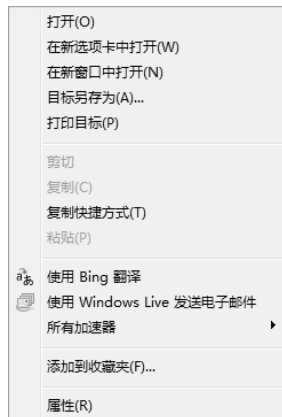 打开(O)
在新选项卡中打开(W)
在新窗口中打开(N)
目标另存为(A)...
打印目标(P)
剪切
复制(C)
复制快捷方式(T)
粘贴(P)
使用 Bing 翻译
使用 Windows Live 发送电子邮件
所有加速器
添加到收藏夹(F)...
属性(R)